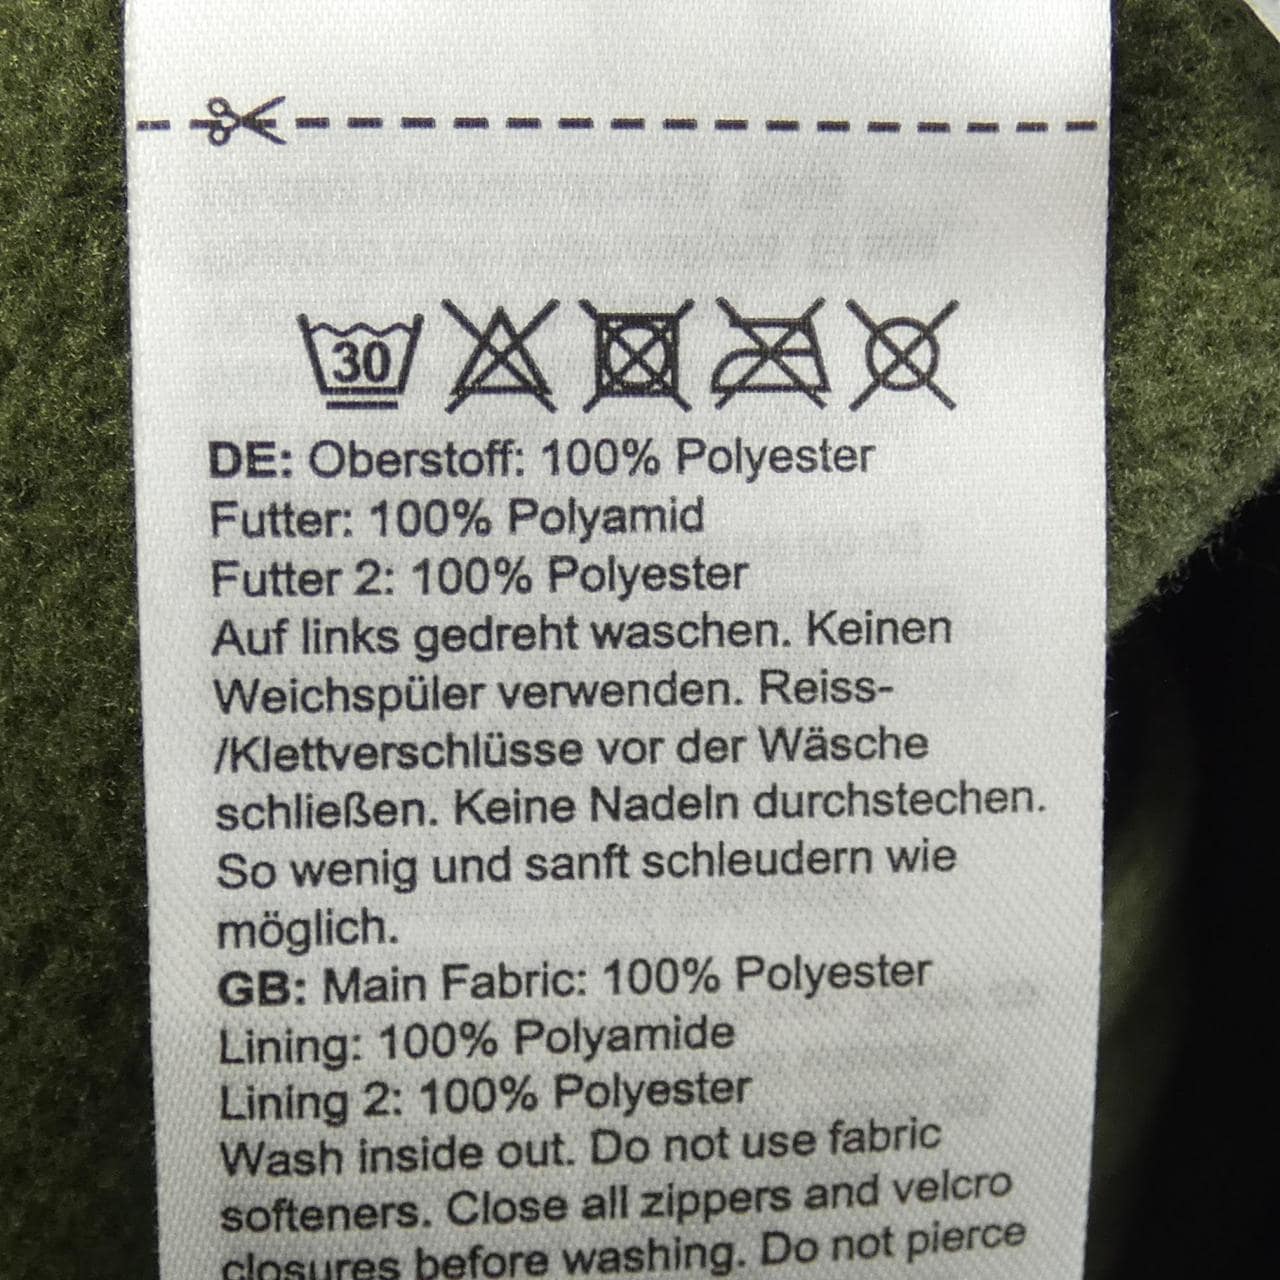 30
DE: Oberstoff: 100% Polyester
Futter: 100% Polyamid
Futter 2: 100% Polyester
Auf links gedreht waschen. Keinen
Weichspüler verwenden. Reiss-
/Klettverschlüsse vor der Wäsche
schließen. Keine Nadeln durchstechen.
So wenig und sanft schleudern wie
möglich.
GB: Main Fabric: 100% Polyester
Lining: 100% Polyamide
Lining 2: 100% Polyester
Wash inside out. Do not use fabric
softeners. Close all zippers and velcro
closures before washing. Do not pierce